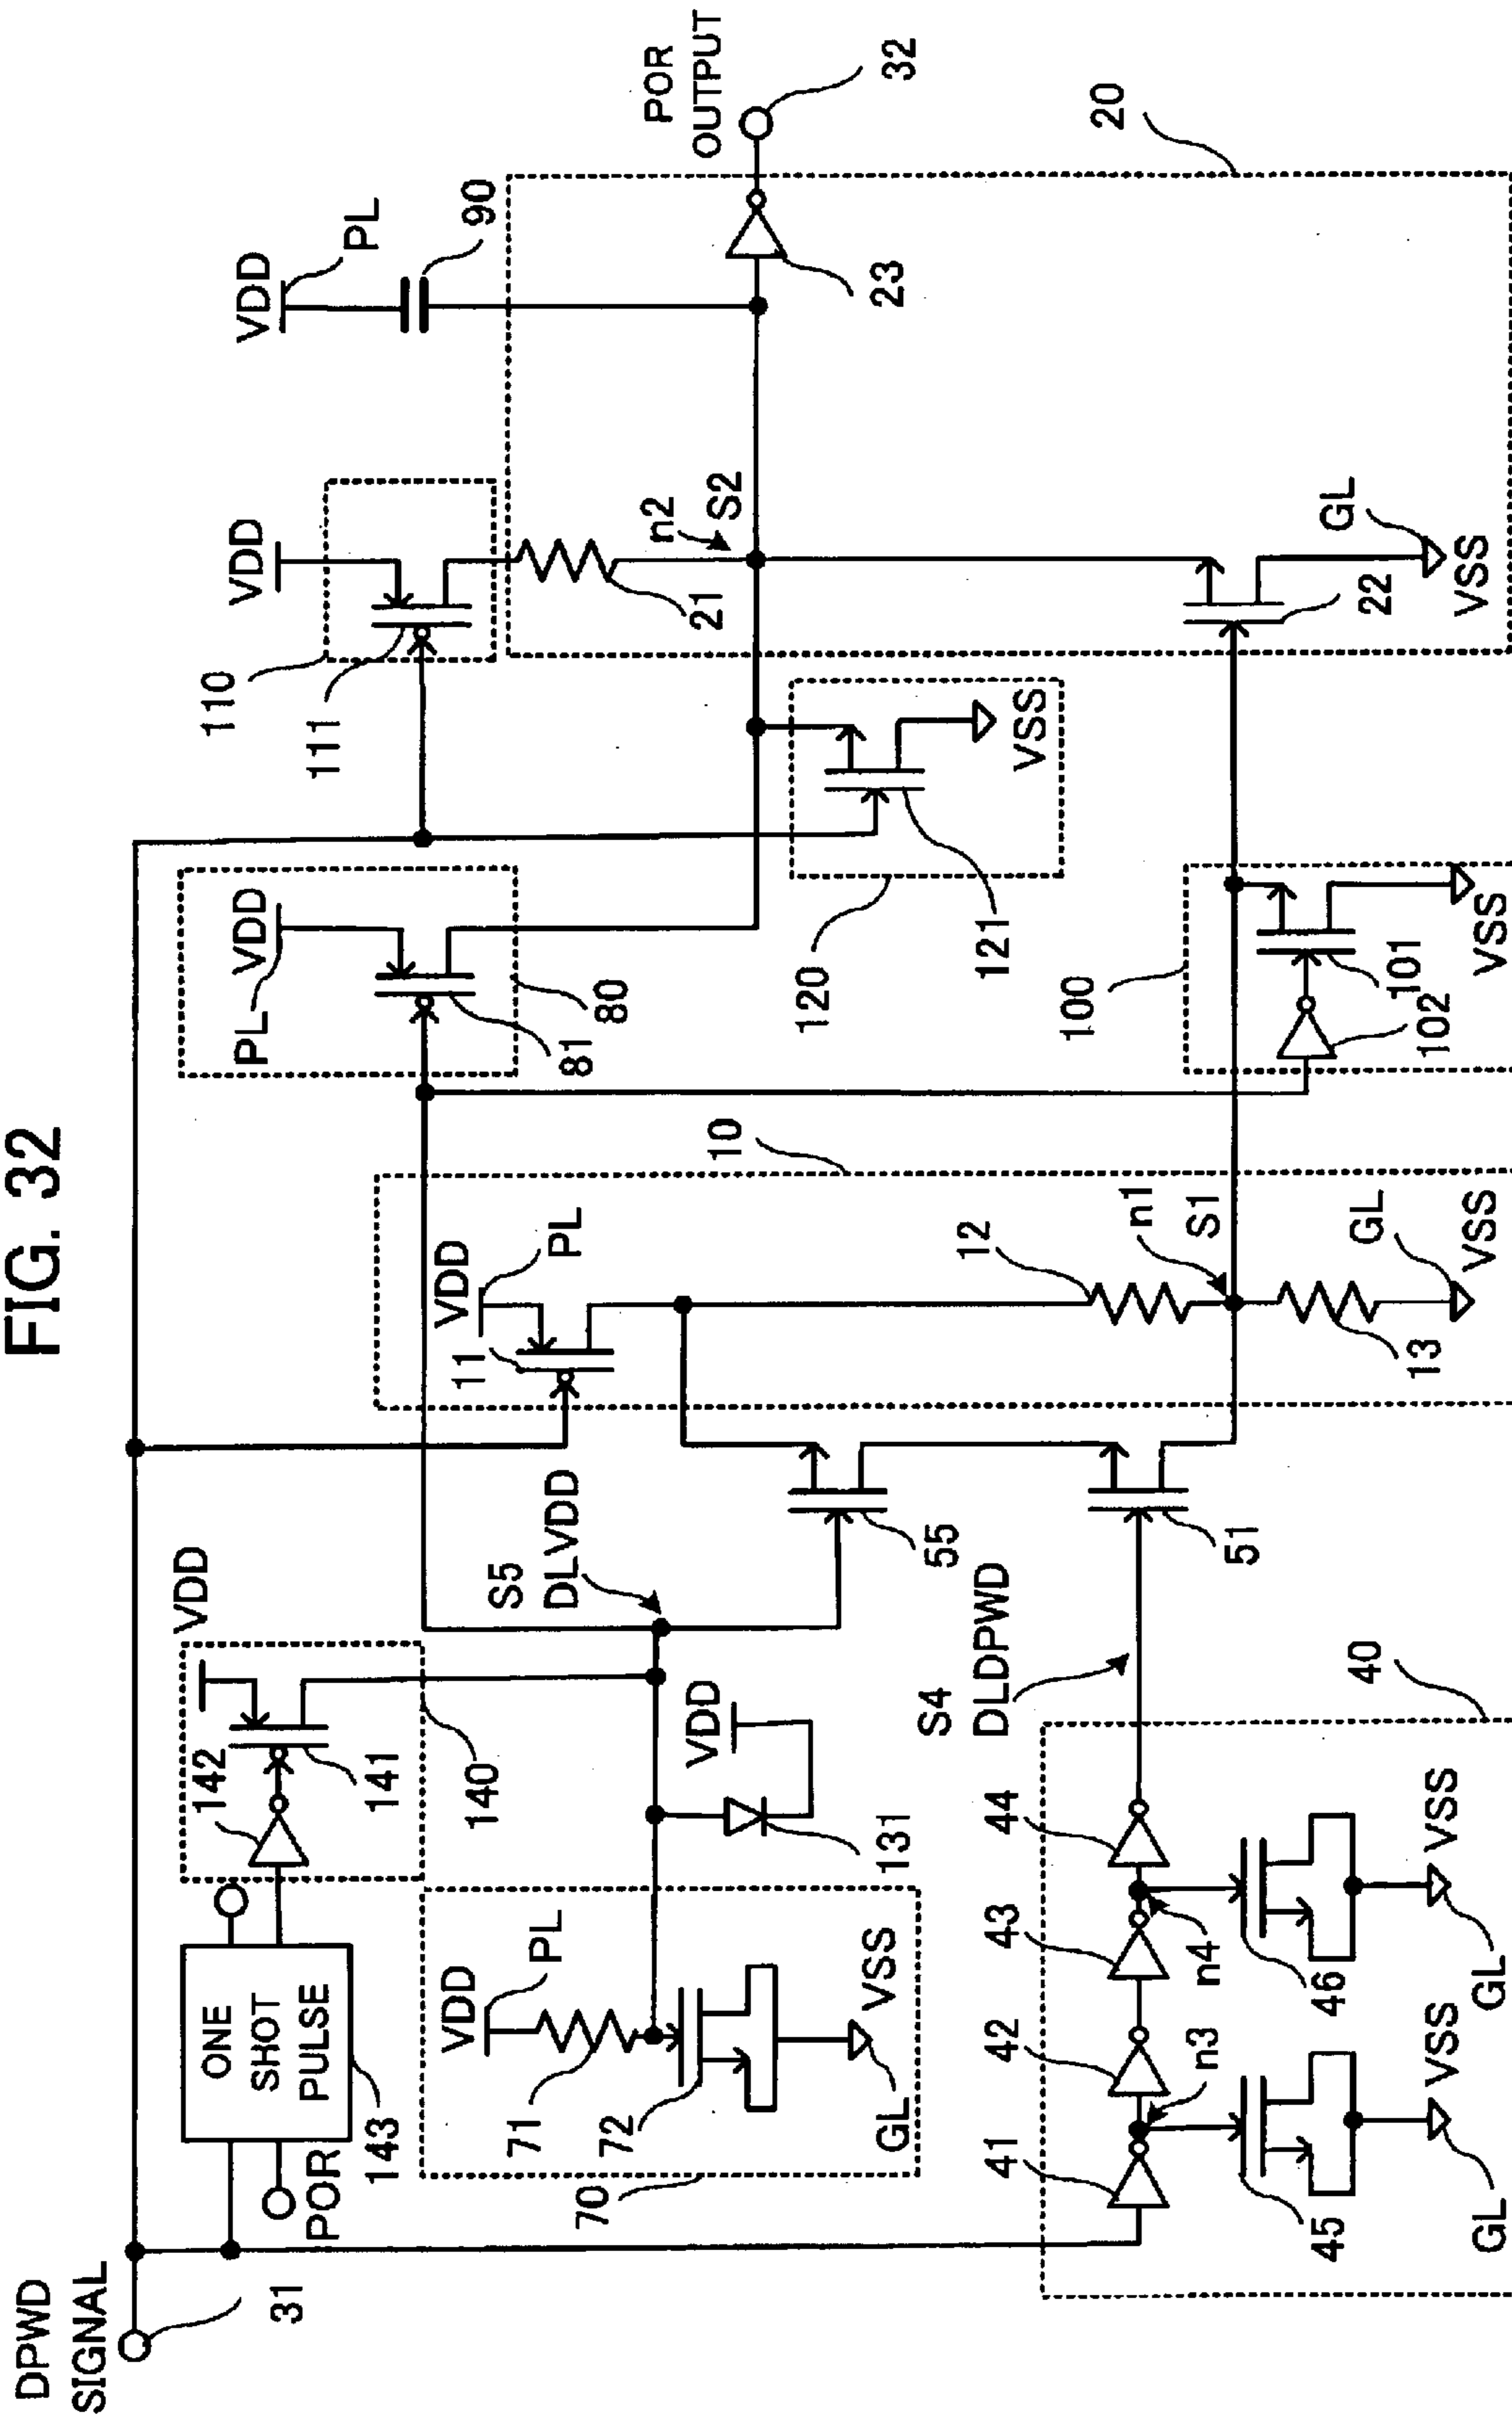 FIG. 32
DPWD
SIGNAL
31
ONE
SHOT
PULSE
143
POR
142
141
140
VDD
S5
DLVDD
VDD
131
VDD
PL
71
72
70
GL
VSS
VDD
PL
11
10
12
n1
S1
13
GL
VSS
55
51
S4
DLDPWD
40
41
42
43
44
n3
n4
45
46
GL
VSS
GL
VSS
PL
VDD
81
80
120
121
VSS
100
101
102
VSS
110
111
VDD
21
n2
S2
22
GL
VSS
VDD
PL
90
23
20
POR
OUTPUT
32